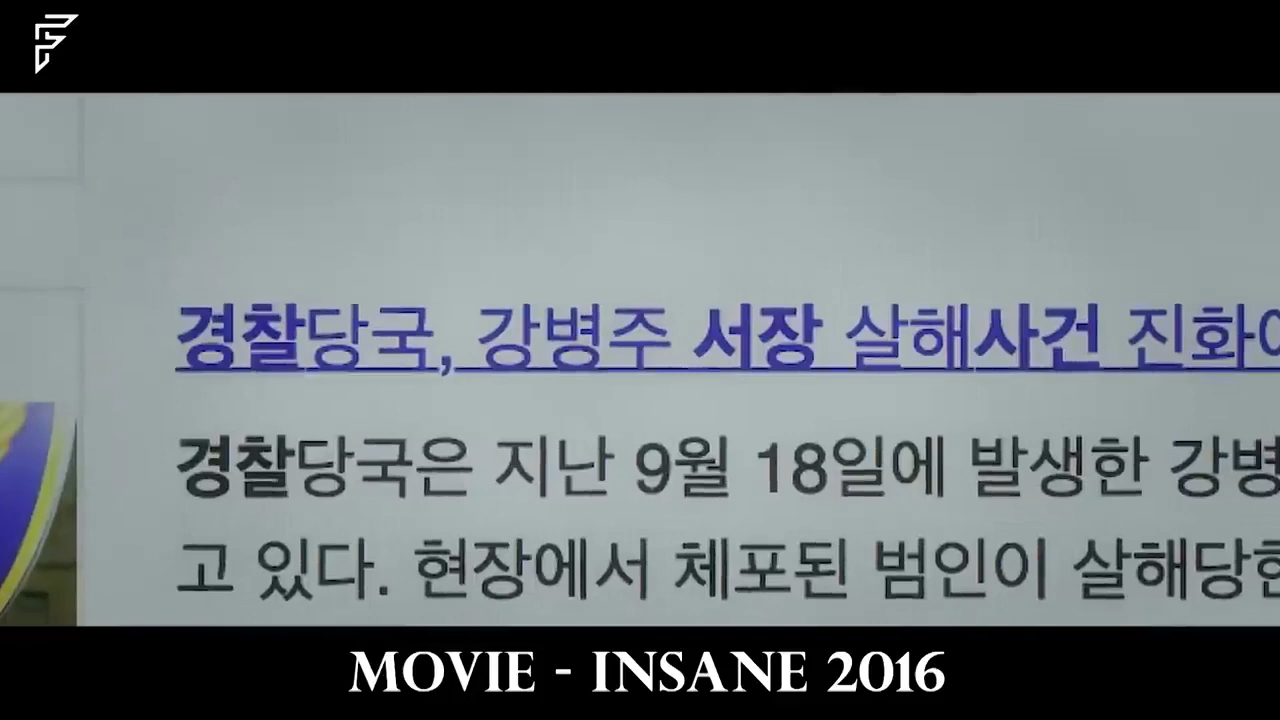 경찰당국, 강병주 서장 살해사건 진화
경찰당국은 지난 9월 18일에 발생한 강병
고 있다. 현장에서 체포된 범인이 살해당한
MOVIE - INSANE 2016